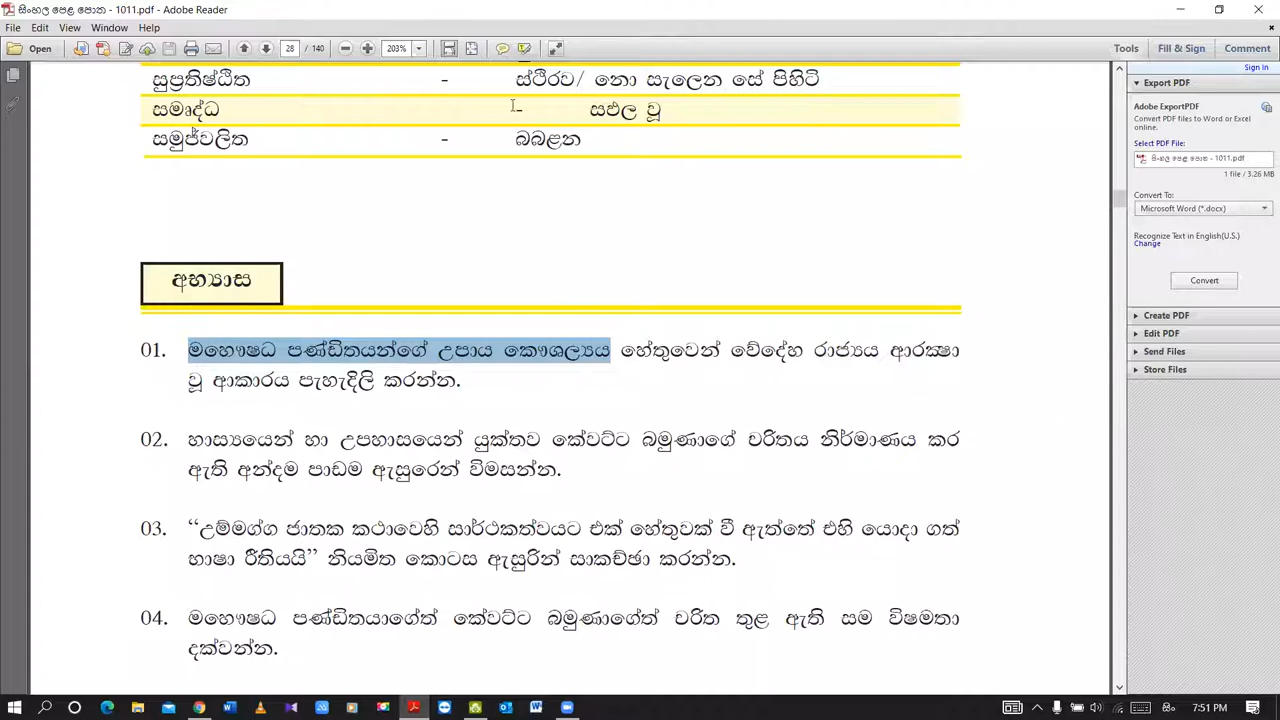 සිංහල පෙළ පොත - 1011.pdf - Adobe Reader
File Edit View Window Help
Open 28 / 140 203% Tools Fill & Sign Comment
Sign In
සුප්‍රතිෂ්ඨිත - ස්ථිරව/ නො සැලෙන සේ පිහිටි
සමෘද්ධ - සඵල වූ
සමුජ්වලිත - බබළන
අභ්‍යාස
01. මහෞෂධ පණ්ඩිතයන්ගේ උපාය කෞශල්‍යය හේතුවෙන් වේදේහ රාජ්‍යය ආරක්‍ෂා
වූ ආකාරය පැහැදිලි කරන්න.
02. හාස්‍යයෙන් හා උපහාසයෙන් යුක්තව කේවට්ට බමුණාගේ චරිතය නිර්මාණය කර
ඇති අන්දම පාඩම ඇසුරෙන් විමසන්න.
03. “උම්මග්ග ජාතක කථාවෙහි සාර්ථකත්වයට එක් හේතුවක් වී ඇත්තේ එහි යොදා ගත්
භාෂා රීතියයි” නියමිත කොටස ඇසුරින් සාකච්ඡා කරන්න.
04. මහෞෂධ පණ්ඩිතයාගේත් කේවට්ට බමුණාගේත් චරිත තුළ ඇති සම විෂමතා
දක්වන්න.
Export PDF
Adobe ExportPDF
Convert PDF files to Word or Excel
online.
Select PDF File:
සිංහල පෙළ පොත - 1011.pdf
1 file / 3.26 MB
Convert To:
Microsoft Word (*.docx)
Recognize Text in English(U.S.)
Change
Convert
Create PDF
Edit PDF
Send Files
Store Files
7:51 PM